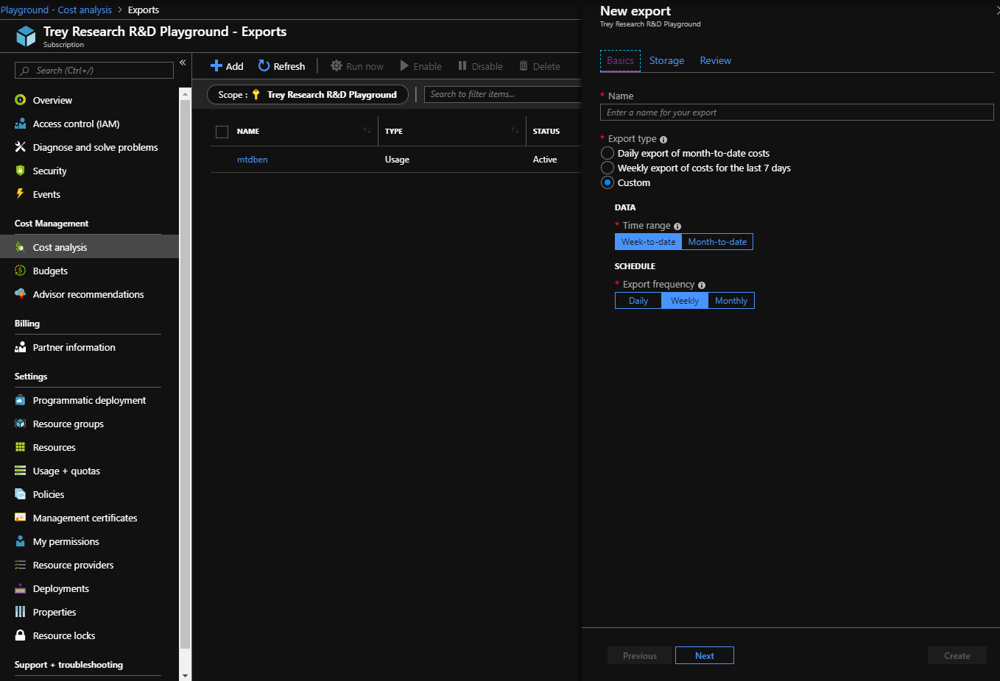 Playground - Cost analysis > Exports
Trey Research R&D Playground - Exports
Subscription
Search (Ctrl+/)
Overview
Access control (IAM)
Diagnose and solve problems
Security
Events
Cost Management
Cost analysis
Budgets
Advisor recommendations
Billing
Partner information
Settings
Programmatic deployment
Resource groups
Resources
Usage + quotas
Policies
Management certificates
My permissions
Resource providers
Deployments
Properties
Resource locks
Support + troubleshooting
Add Refresh Run now Enable Disable Delete
Scope : Trey Research R&D Playground Search to filter items...
NAME TYPE STATUS
mtdben Usage Active
New export
Trey Research R&D Playground
Basics Storage Review
* Name
Enter a name for your export
* Export type
Daily export of month-to-date costs
Weekly export of costs for the last 7 days
Custom
DATA
* Time range
Week-to-date Month-to-date
SCHEDULE
* Export frequency
Daily Weekly Monthly
Previous Next Create